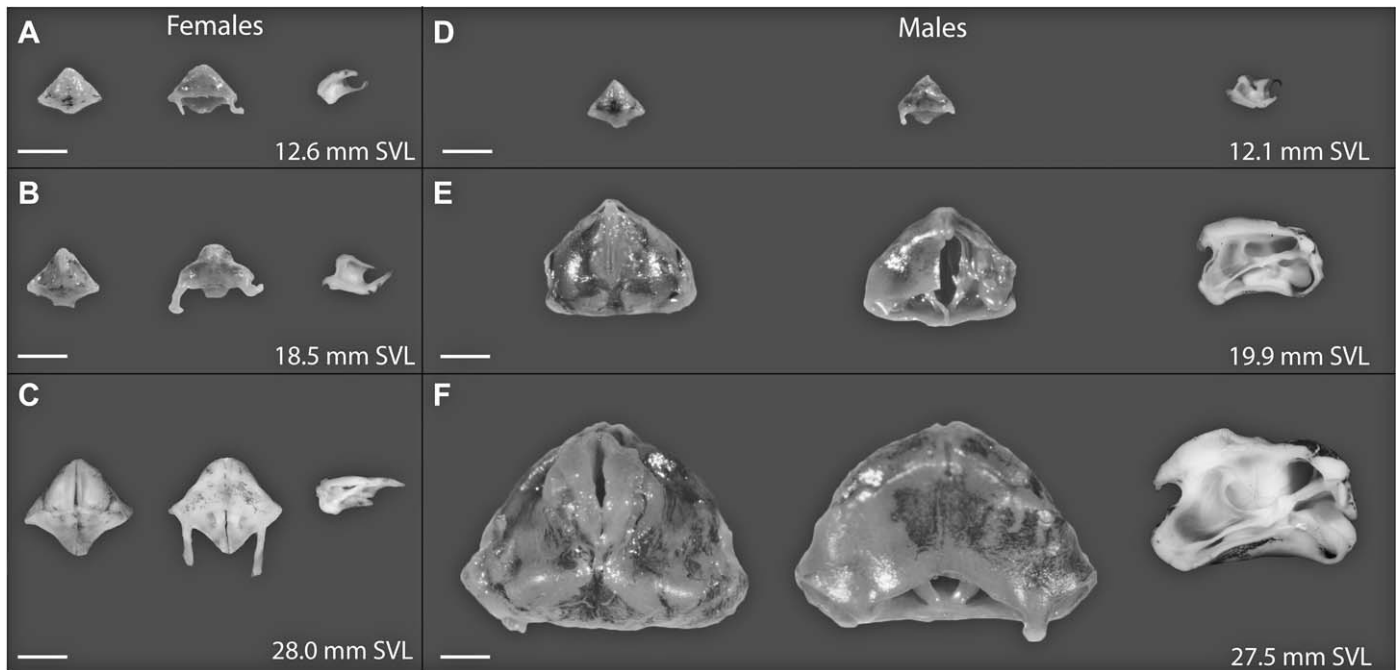 Females
Males
A
12.6 mm SVL
D
12.1 mm SVL
B
18.5 mm SVL
E
19.9 mm SVL
C
28.0 mm SVL
F
27.5 mm SVL